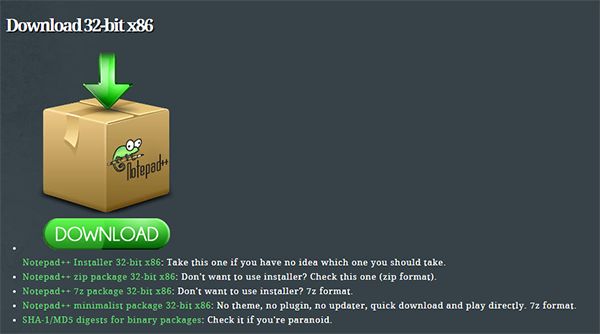 Download 32-bit x86
Notepad++
DOWNLOAD
Notepad++ Installer 32-bit x86: Take this one if you have no idea which one you should take.
Notepad++ zip package 32-bit x86: Don't want to use installer? Check this one (zip format).
Notepad++ 7z package 32-bit x86: Don't want to use installer? 7z format.
Notepad++ minimalist package 32-bit x86: No theme, no plugin, no updater, quick download and play directly. 7z format.
SHA-1/MD5 digests for binary packages: Check it if you're paranoid.